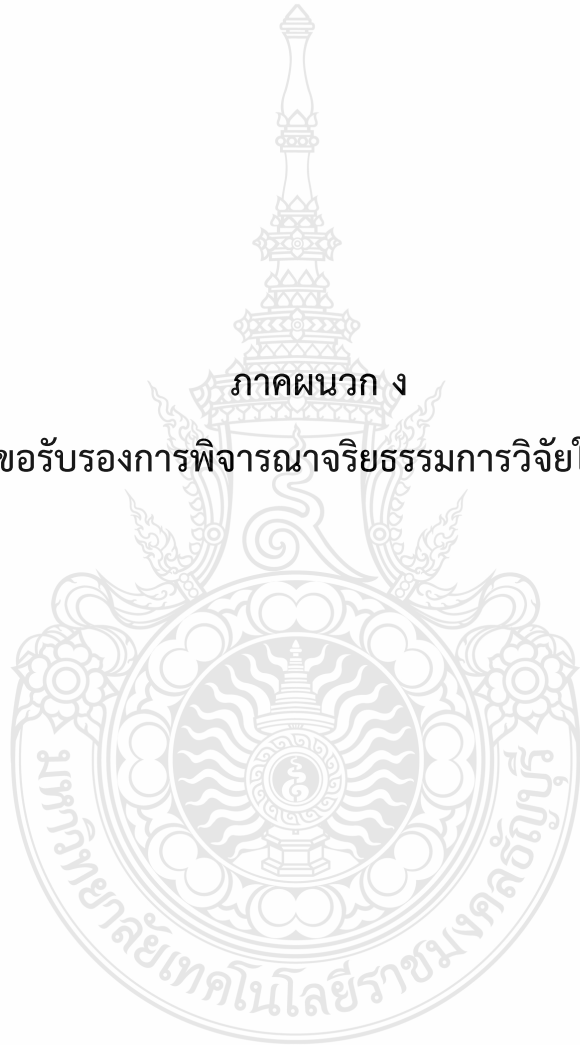 ภาคผนวก ง
ขอรับรองการพิจารณาจริยธรรมการวิจัยใ
มหาวิทยาลัยเทคโนโลยีราชมงคลธัญบุรี